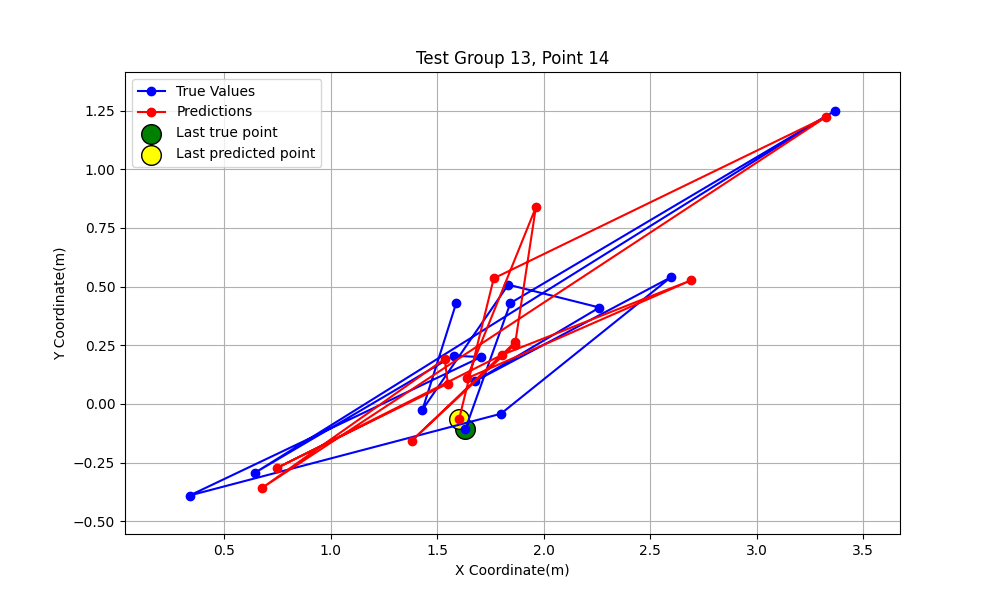 Test Group 13, Point 14
True Values
Predictions
Last true point
Last predicted point
1.25
1.00
0.75
0.50
0.25
0.00
−0.25
−0.50
Y Coordinate(m)
0.5 1.0 1.5 2.0 2.5 3.0 3.5
X Coordinate(m)